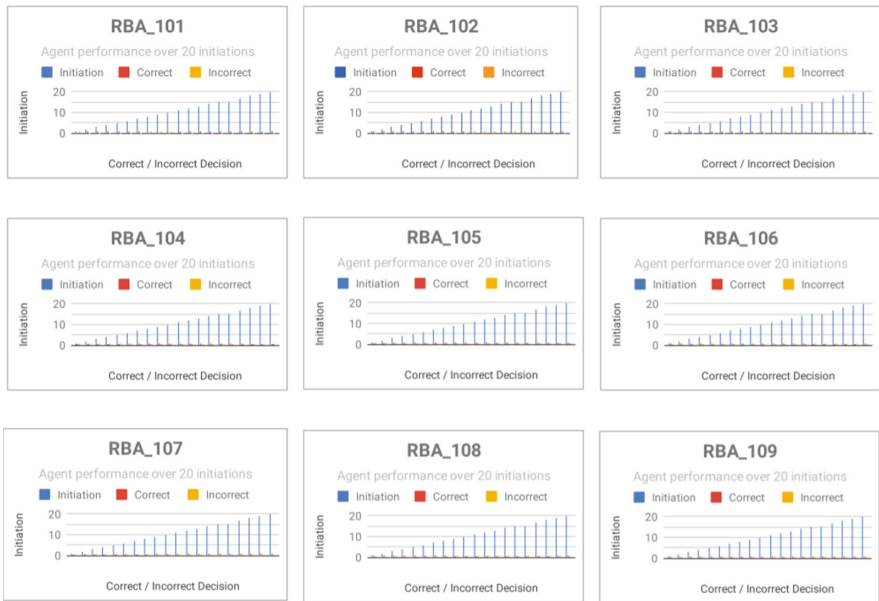 RBA_101
Agent performance over 20 initiations
Initiation Correct Incorrect
Initiation
20
10
0
Correct / Incorrect Decision
RBA_102
Agent performance over 20 initiations
Initiation Correct Incorrect
Initiation
20
10
0
Correct / Incorrect Decision
RBA_103
Agent performance over 20 initiations
Initiation Correct Incorrect
Initiation
20
10
0
Correct / Incorrect Decision
RBA_104
Agent performance over 20 initiations
Initiation Correct Incorrect
Initiation
20
10
0
Correct / Incorrect Decision
RBA_105
Agent performance over 20 initiations
Initiation Correct Incorrect
Initiation
20
10
0
Correct / Incorrect Decision
RBA_106
Agent performance over 20 initiations
Initiation Correct Incorrect
Initiation
20
10
0
Correct / Incorrect Decision
RBA_107
Agent performance over 20 initiations
Initiation Correct Incorrect
Initiation
20
10
0
Correct / Incorrect Decision
RBA_108
Agent performance over 20 initiations
Initiation Correct Incorrect
Initiation
20
10
0
Correct / Incorrect Decision
RBA_109
Agent performance over 20 initiations
Initiation Correct Incorrect
Initiation
20
10
0
Correct / Incorrect Decision